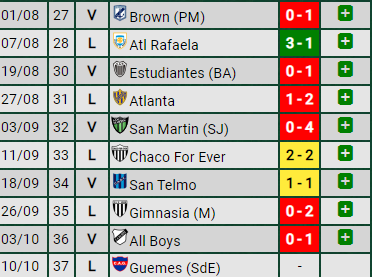 01/08 27 V Brown (PM) 0-1
07/08 28 L Atl Rafaela 3-1
19/08 30 V Estudiantes (BA) 0-1
27/08 31 L Atlanta 1-2
03/09 32 V San Martin (SJ) 0-4
11/09 33 L Chaco For Ever 2-2
18/09 34 V San Telmo 1-1
26/09 35 L Gimnasia (M) 0-2
03/10 36 V All Boys 0-1
10/10 37 L Guemes (SdE) -